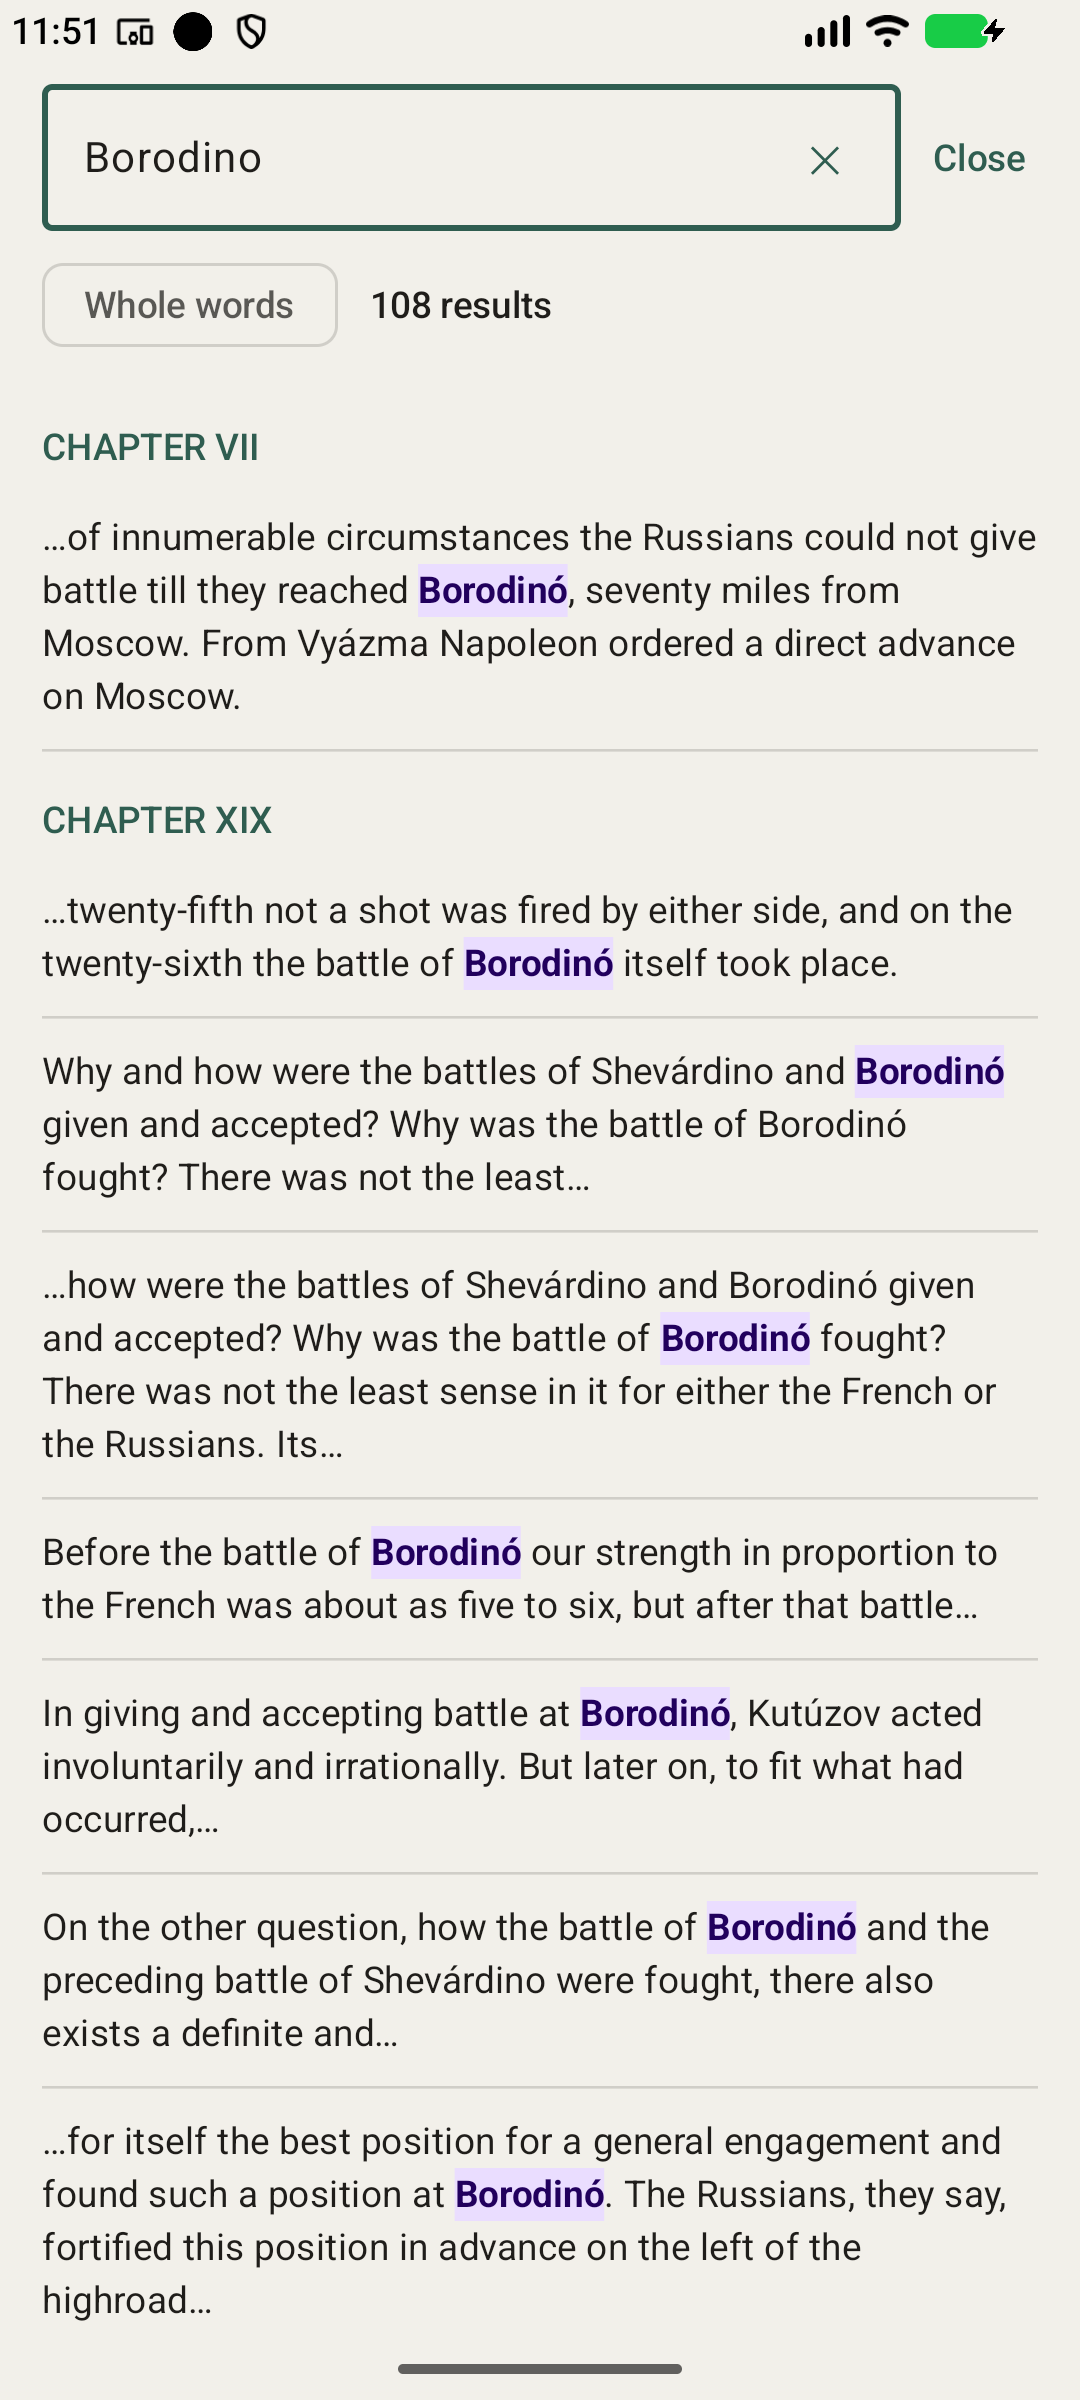 11:51
Borodino
Close
Whole words
108 results
CHAPTER VII
…of innumerable circumstances the Russians could not give
battle till they reached Borodinó, seventy miles from
Moscow. From Vyázma Napoleon ordered a direct advance
on Moscow.
CHAPTER XIX
…twenty-fifth not a shot was fired by either side, and on the
twenty-sixth the battle of Borodinó itself took place.
Why and how were the battles of Shevárdino and Borodinó
given and accepted? Why was the battle of Borodinó
fought? There was not the least…
…how were the battles of Shevárdino and Borodinó given
and accepted? Why was the battle of Borodinó fought?
There was not the least sense in it for either the French or
the Russians. Its…
Before the battle of Borodinó our strength in proportion to
the French was about as five to six, but after that battle…
In giving and accepting battle at Borodinó, Kutúzov acted
involuntarily and irrationally. But later on, to fit what had
occurred,…
On the other question, how the battle of Borodinó and the
preceding battle of Shevárdino were fought, there also
exists a definite and…
…for itself the best position for a general engagement and
found such a position at Borodinó. The Russians, they say,
fortified this position in advance on the left of the
highroad…